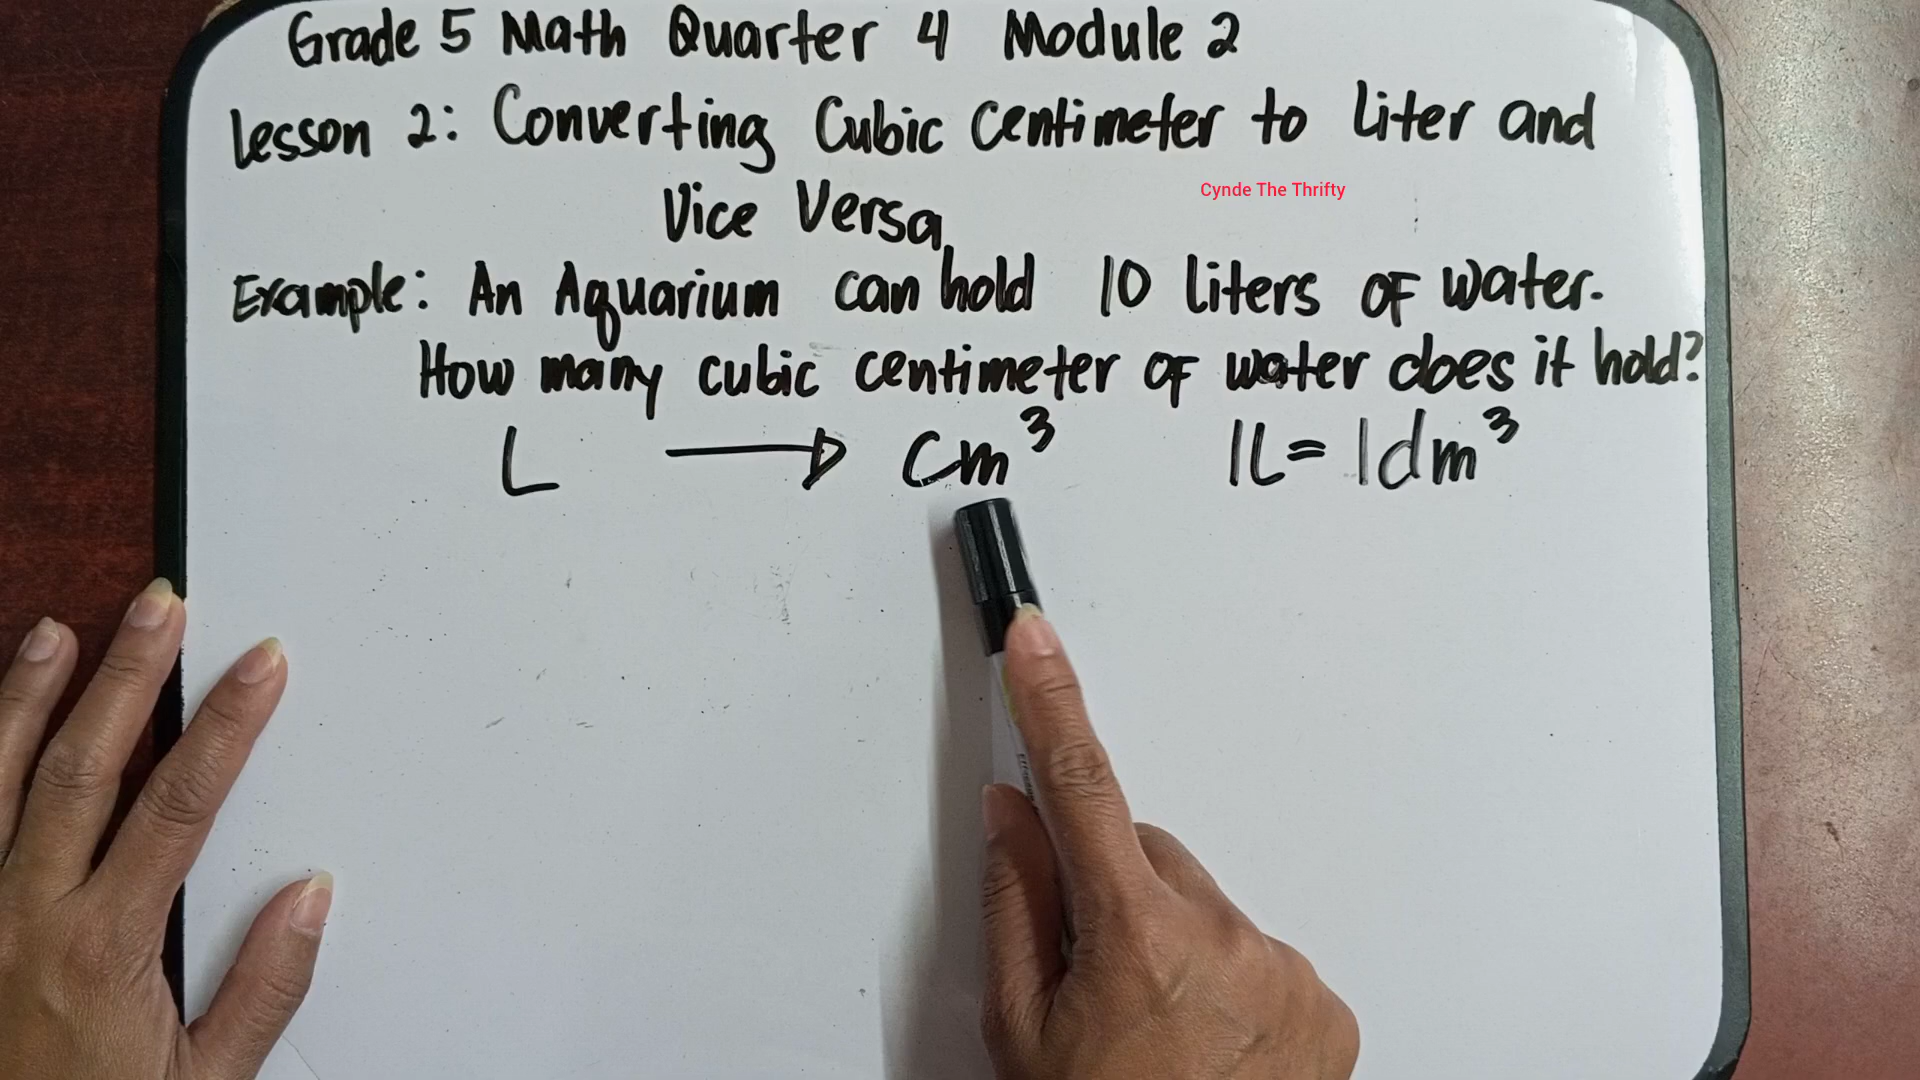 Grade 5 Math Quarter 4 Module 2
Lesson 2: Converting Cubic Centimeter to Liter and
Vice Versa
Cynde The Thrifty
Example: An Aquarium can hold 10 liters of water.
How many cubic centimeter of water does it hold?
L → cm³ 1L = 1dm³